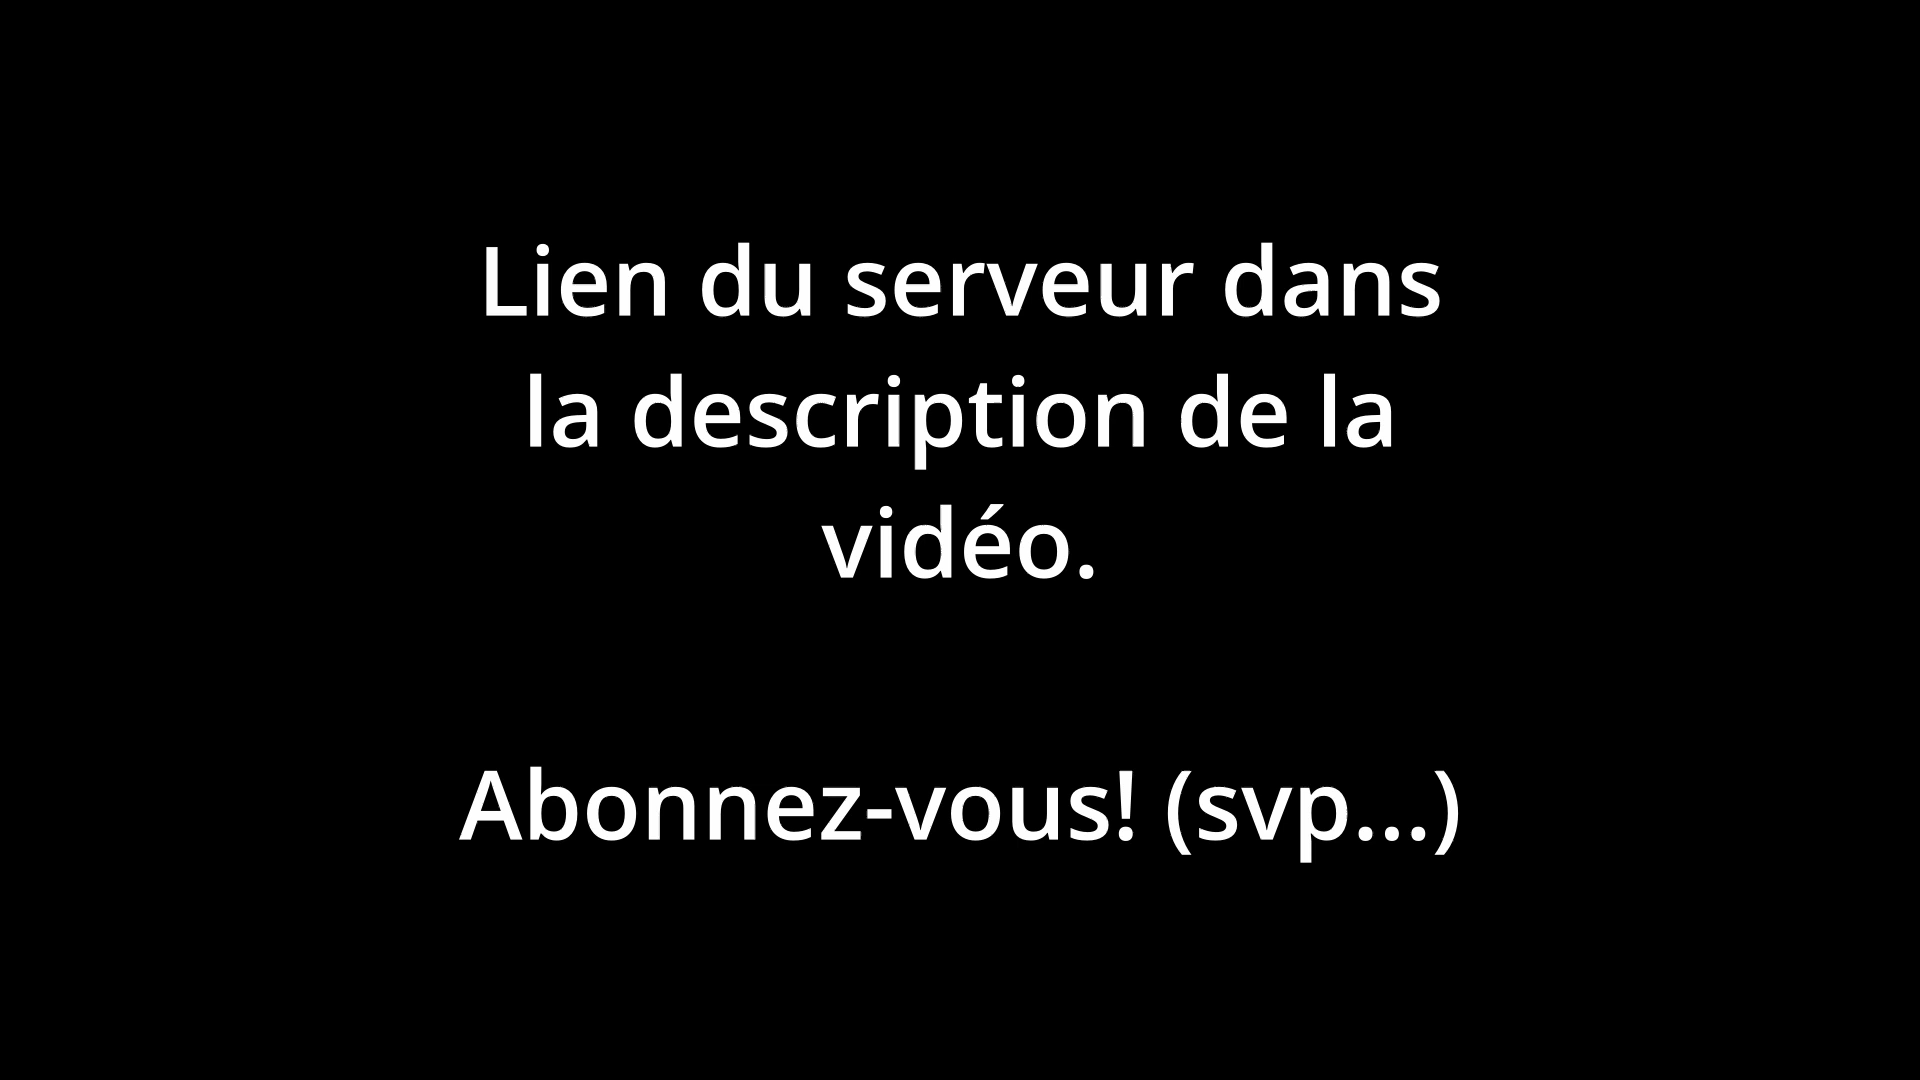 Lien du serveur dans
la description de la
vidéo.
Abonnez-vous! (svp...)